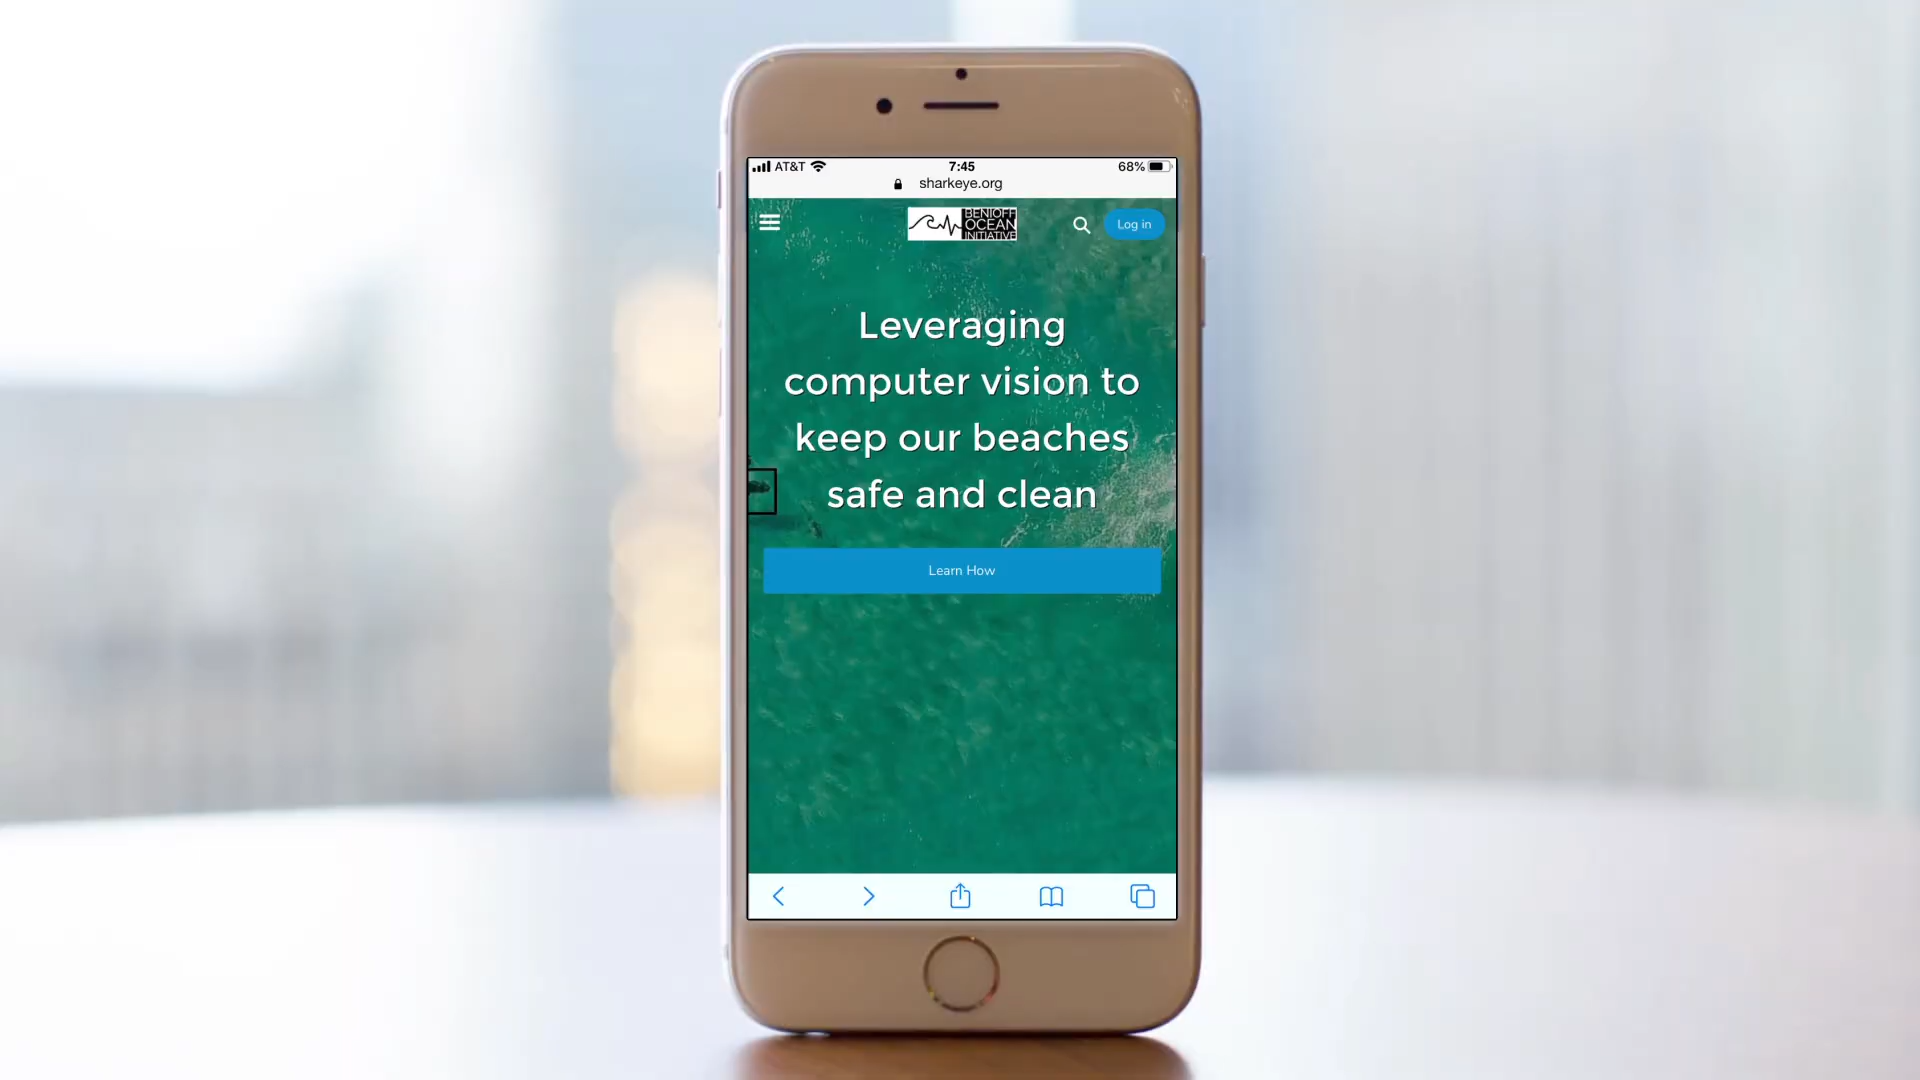 AT&T
7:45
68%
sharkeye.org
BENIOFF
OCEAN
INITIATIVE
Log in
Leveraging
computer vision to
keep our beaches
safe and clean
Learn How